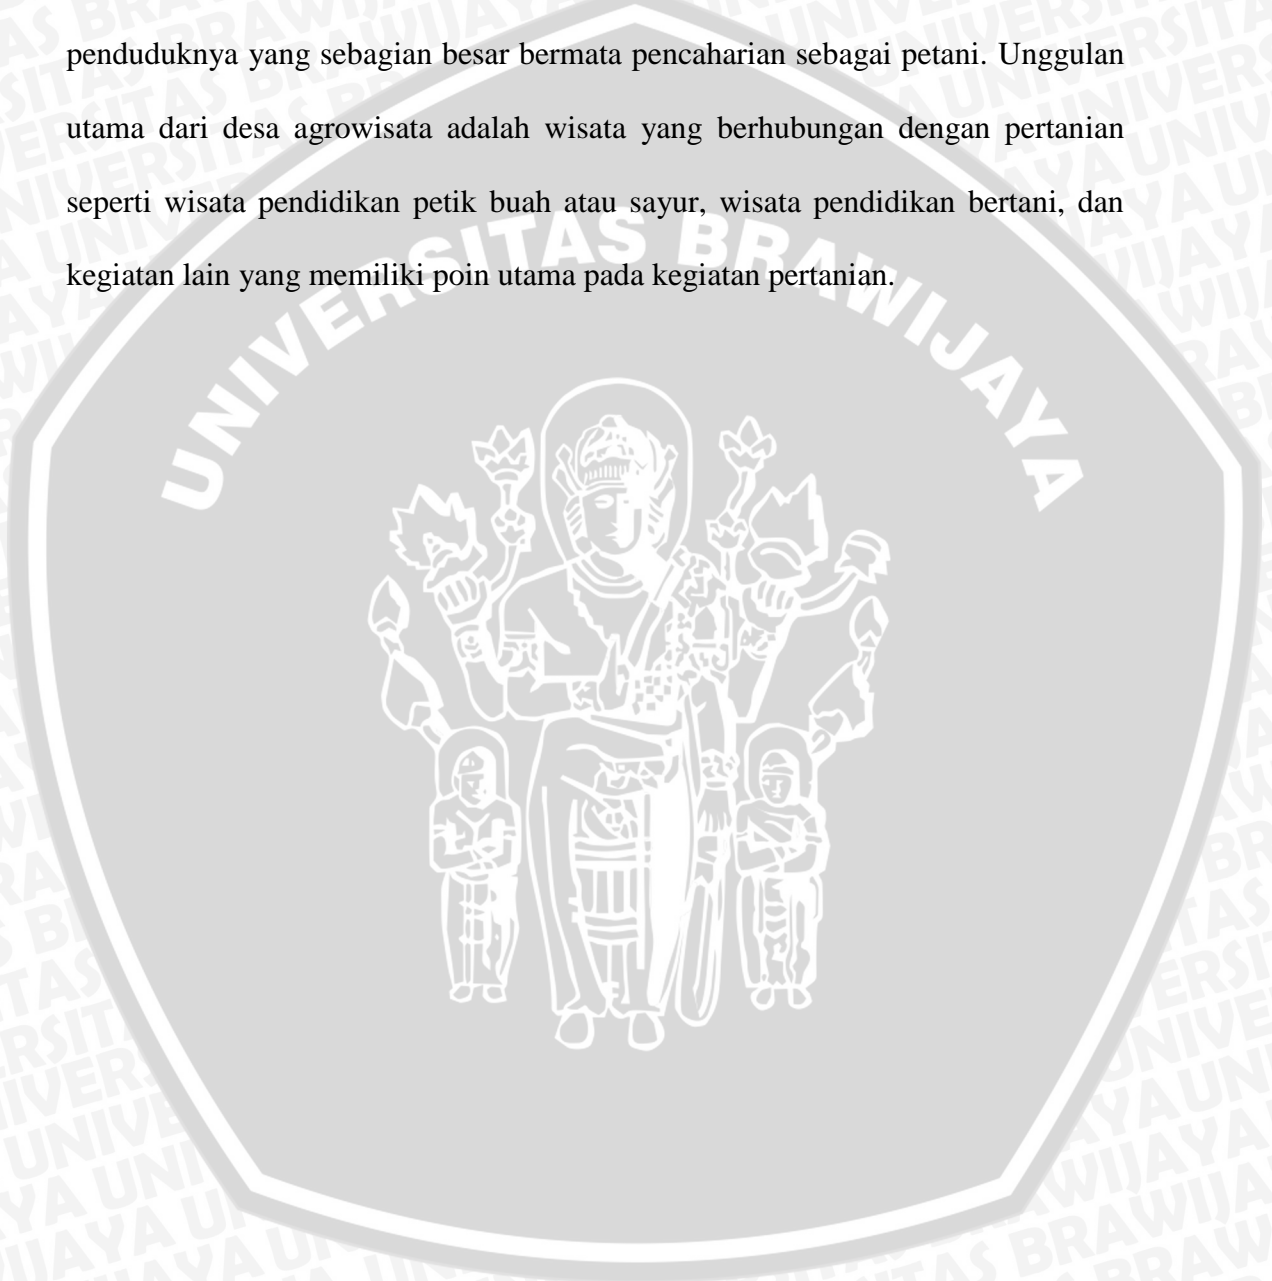 penduduknya yang sebagian besar bermata pencaharian sebagai petani. Unggulan
utama dari desa agrowisata adalah wisata yang berhubungan dengan pertanian
seperti wisata pendidikan petik buah atau sayur, wisata pendidikan bertani, dan
kegiatan lain yang memiliki poin utama pada kegiatan pertanian.
UNIVERSITAS BRAWIJAYA